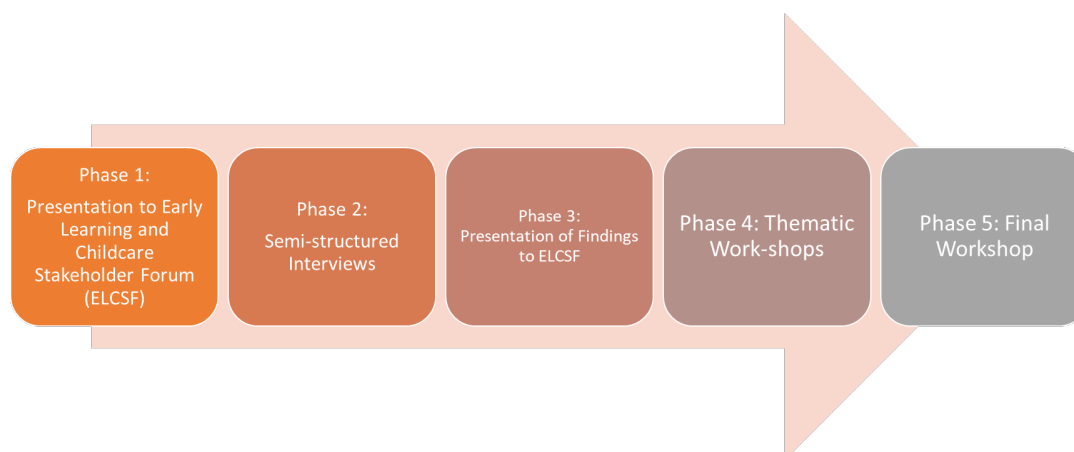 Phase 1:
Presentation to Early
Learning and
Childcare
Stakeholder Forum
(ELCSF)
Phase 2:
Semi-structured
Interviews
Phase 3:
Presentation of Findings
to ELCSF
Phase 4: Thematic
Work-shops
Phase 5: Final
Workshop